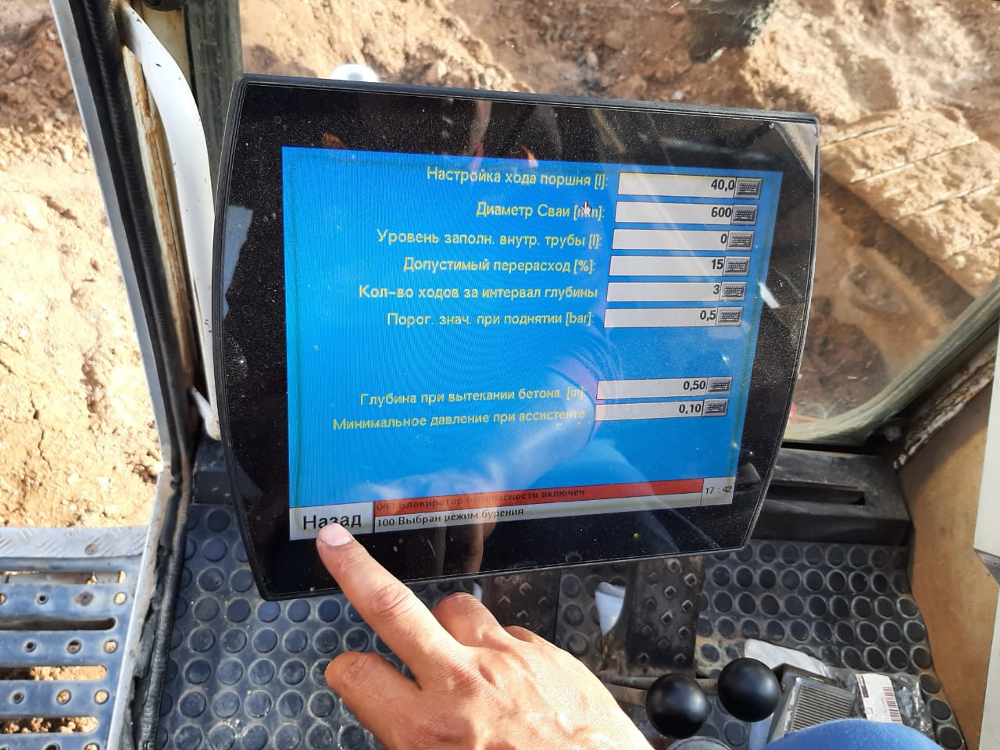 Настройка хода поршня [l]: 40,0
Диаметр Сваи [mm]: 600
Уровень заполн. внутр. трубы [l]: 0
Допустимый перерасход [%]: 15
Кол-во ходов за интервал глубины 3
Порог. знач. при поднятии [bar]: 0,5
Глубина при вытекании бетона [m]: 0,50
Минимальное давление при ассистенте 0,10
Блокиратор безопасности включен 17 : 42
Назад 100 Выбран режим бурения